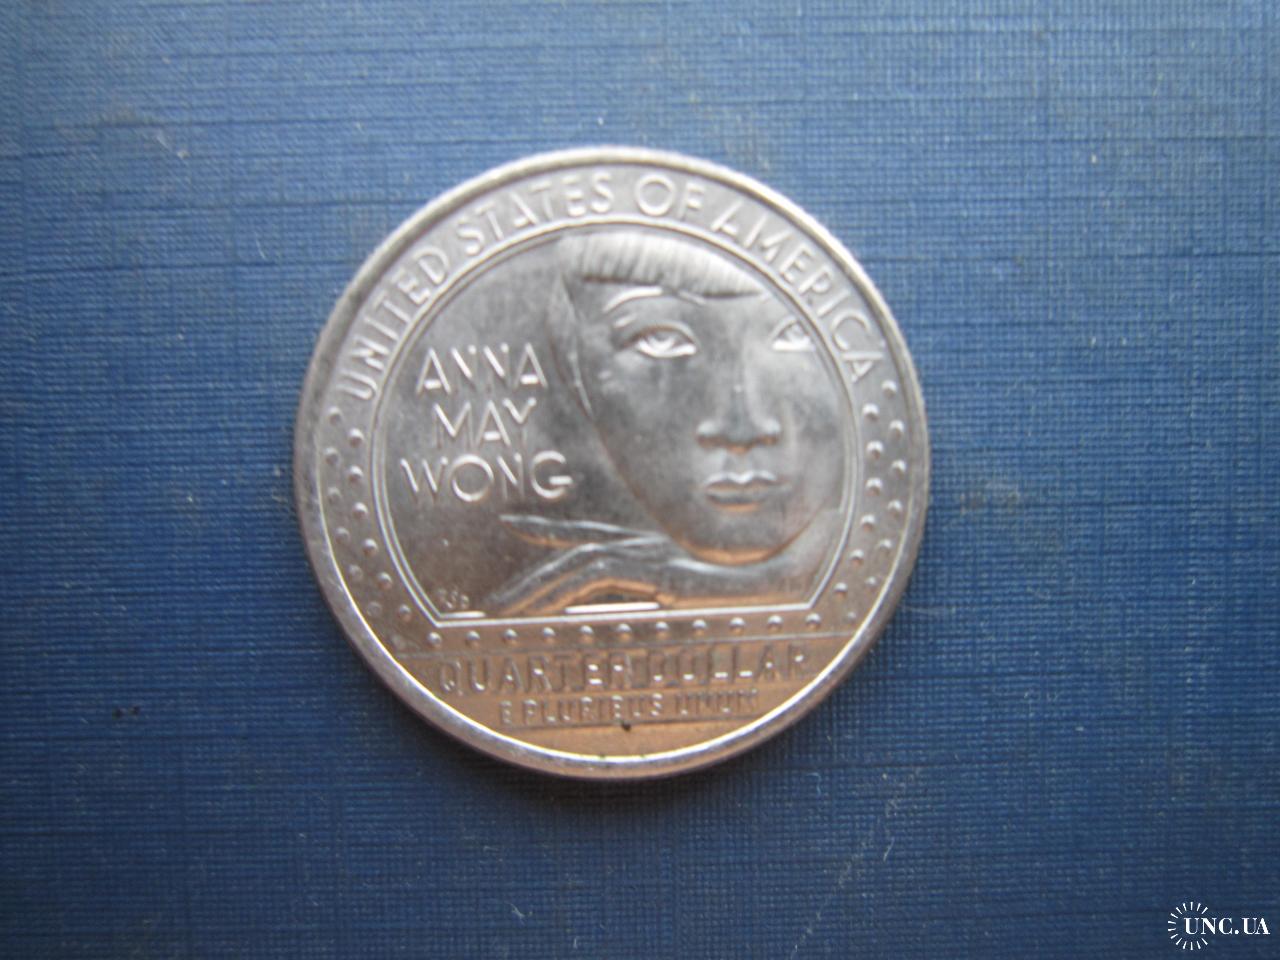 UNITED STATES OF AMERICA
ANNA
MAY
WONG
QUARTER DOLLAR
E PLURIBUS UNUM
UNC.UA